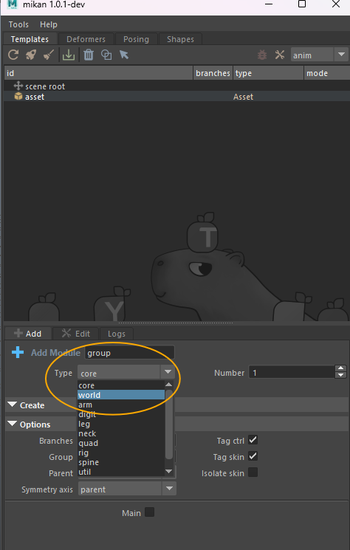 mikan 1.0.1-dev
Tools Help
Templates Deformers Posing Shapes
anim
id branches type mode
scene root
asset Asset
T
Y
Add Edit Logs
Add Module group
Type core Number 1
core
world
arm
digit
leg
neck
quad
rig
spine
util
Create
Options
Branches Tag ctrl
Group Tag skin
Parent Isolate skin
Symmetry axis parent
Main